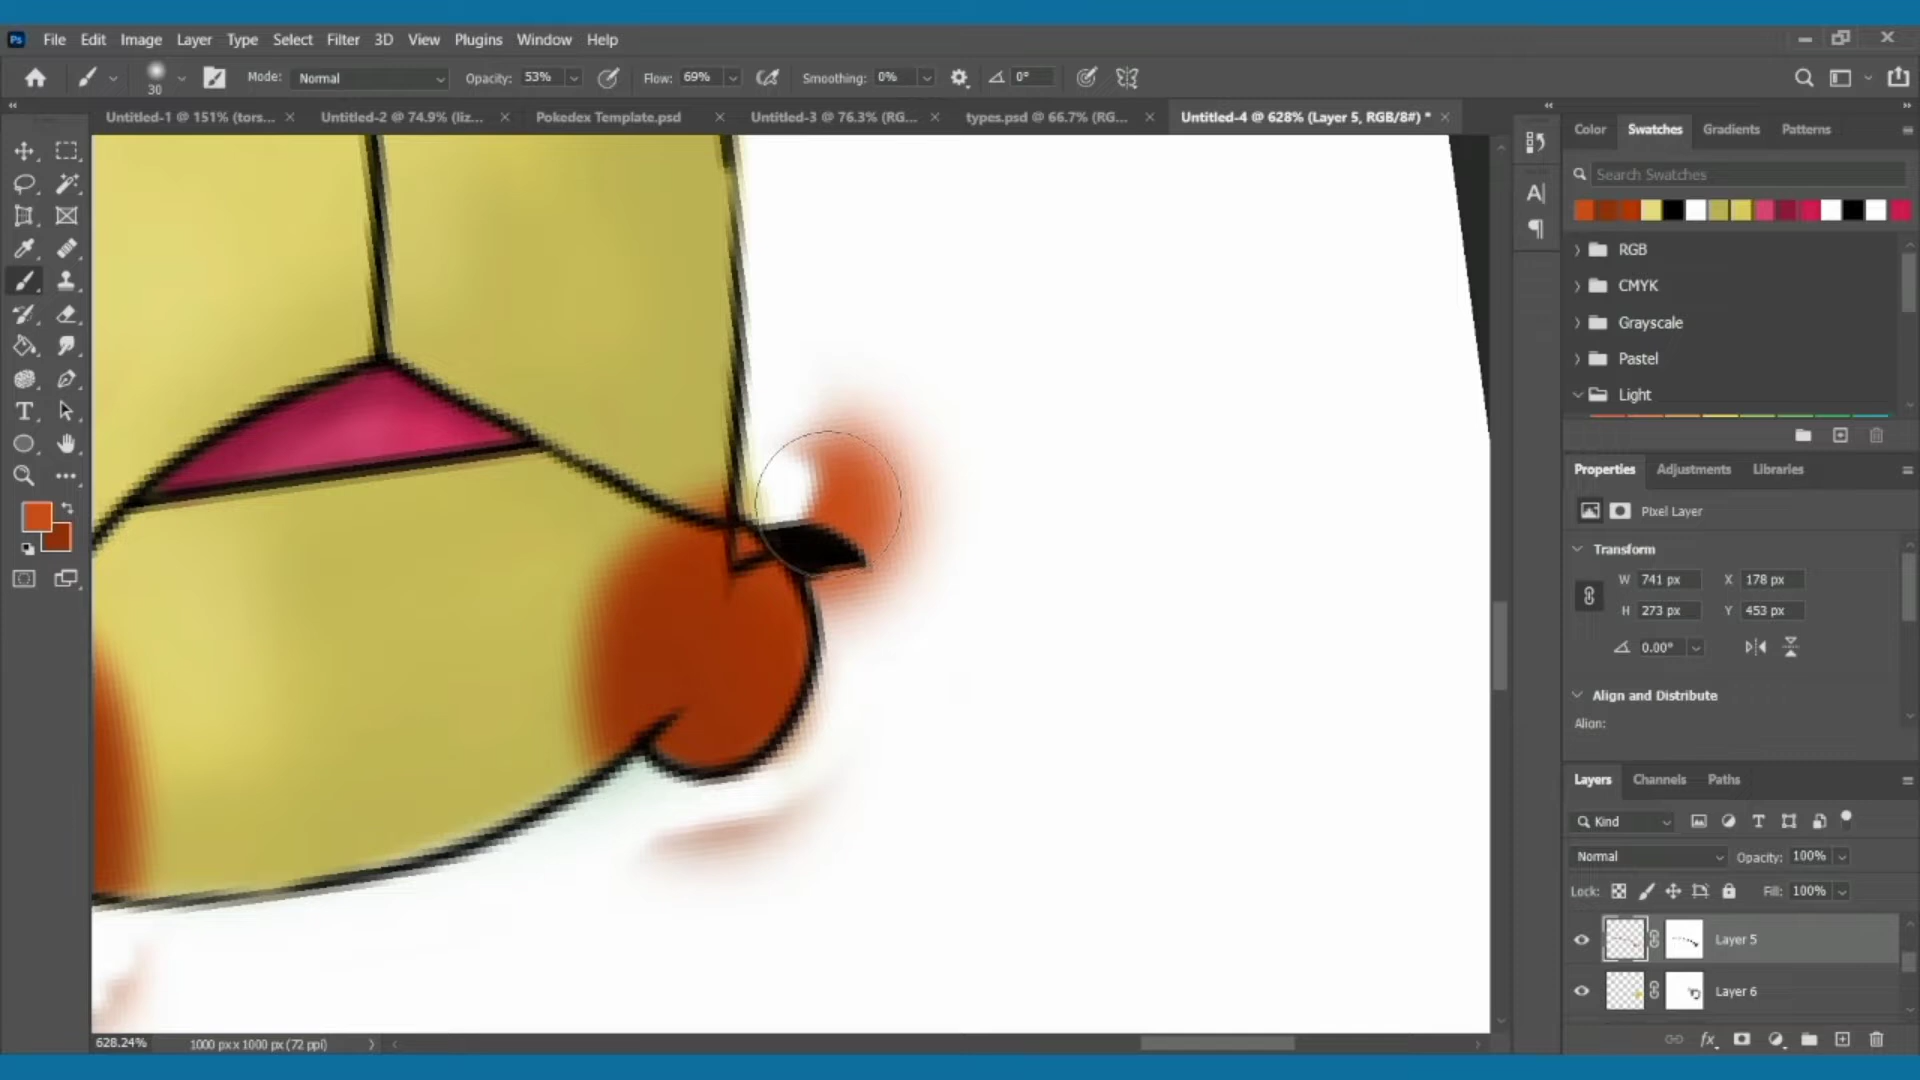 Ps File Edit Image Layer Type Select Filter 3D View Plugins Window Help
30 Mode: Normal Opacity: 53% Flow: 69% Smoothing: 0% 0°
Untitled-1 @ 151% (tors... Untitled-2 @ 74.9% (liz... Pokedex Template.psd Untitled-3 @ 76.3% (RG... types.psd @ 66.7% (RG... Untitled-4 @ 628% (Layer 5, RGB/8#) *
Color Swatches Gradients Patterns
Search Swatches
RGB
CMYK
Grayscale
Pastel
Light
Properties Adjustments Libraries
Pixel Layer
Transform
W 741 px X 178 px
H 273 px Y 453 px
0.00°
Align and Distribute
Align:
Layers Channels Paths
Kind
Normal Opacity: 100%
Lock: Fill: 100%
Layer 5
Layer 6
628.24% 1000 px x 1000 px (72 ppi)